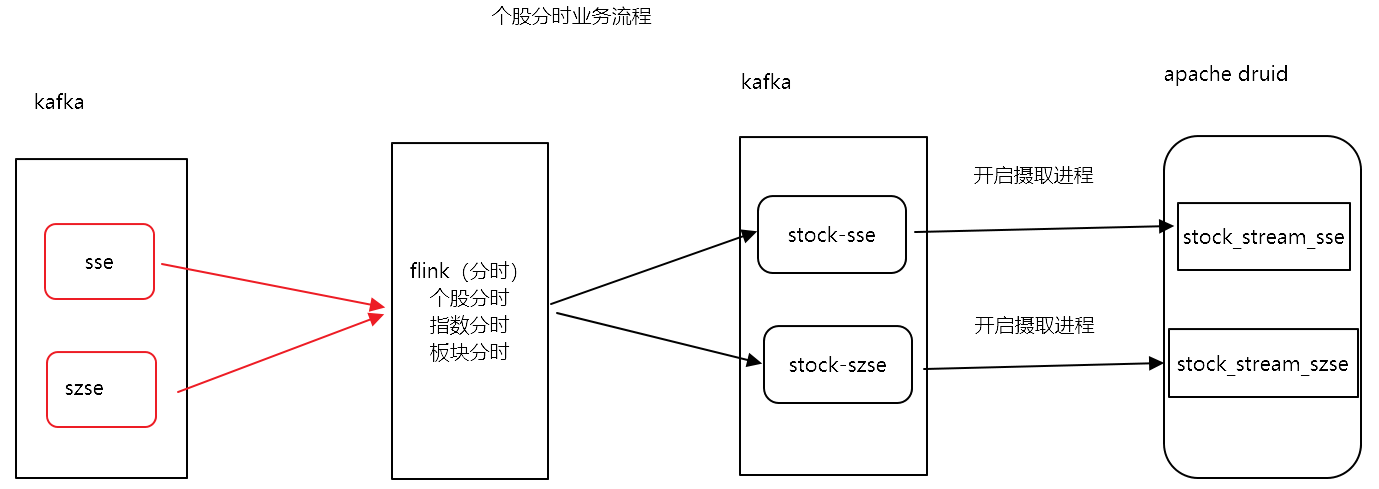 个股分时业务流程
kafka
sse
szse
flink（分时）
个股分时
指数分时
板块分时
kafka
stock-sse
stock-szse
开启摄取进程
开启摄取进程
apache druid
stock_stream_sse
stock_stream_szse